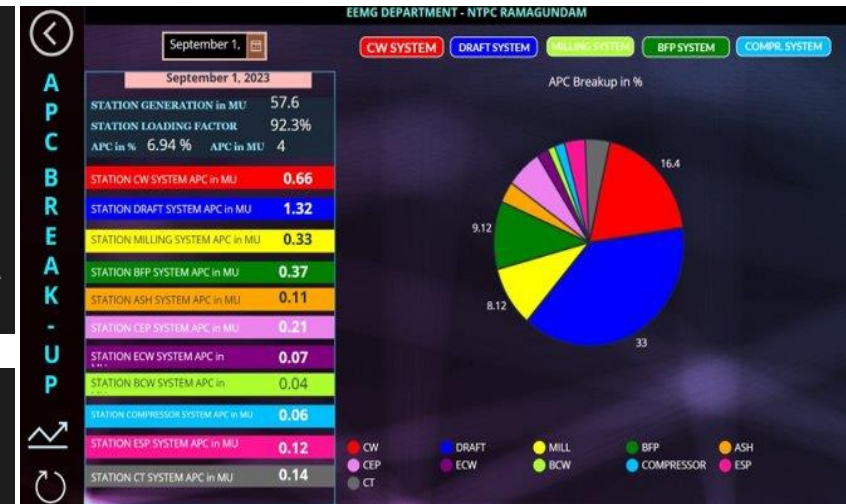 EEMG DEPARTMENT - NTPC RAMAGUNDAM
September 1,
CW SYSTEM
DRAFT SYSTEM
MILLING SYSTEM
BFP SYSTEM
COMPR. SYSTEM
APC BREAK-UP
September 1, 2023
STATION GENERATION in MU 57.6
STATION LOADING FACTOR 92.3%
APC in % 6.94 % APC in MU 4
STATION CW SYSTEM APC in MU 0.66
STATION DRAFT SYSTEM APC in MU 1.32
STATION MILLING SYSTEM APC in MU 0.33
STATION BFP SYSTEM APC in MU 0.37
STATION ASH SYSTEM APC in MU 0.11
STATION CEP SYSTEM APC in MU 0.21
STATION ECW SYSTEM APC in 0.07
STATION BCW SYSTEM APC in 0.04
STATION COMPRESSOR SYSTEM APC in MU 0.06
STATION ESP SYSTEM APC in MU 0.12
STATION CT SYSTEM APC in MU 0.14
APC Breakup in %
16.4
9.12
8.12
33
CW DRAFT MILL BFP ASH
CEP ECW BCW COMPRESSOR ESP
CT